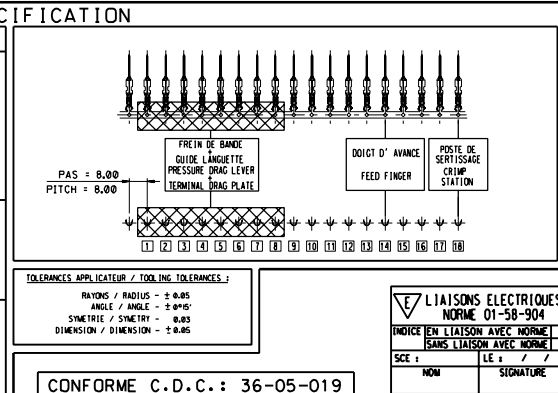 CIFICATION
FREIN DE BANDE
+
GUIDE LANGUETTE
PRESSURE DRAG LEVER
+
TERMINAL DRAG PLATE
DOIGT D' AVANCE
FEED FINGER
POSTE DE
SERTISSAGE
CRIMP
STATION
PAS = 8.00
PITCH = 8.00
1 2 3 4 5 6 7 8 9 10 11 12 13 14 15 16 17 18
TOLERANCES APPLICATEUR / TOOLING TOLERANCES :
RAYONS / RADIUS - ± 0.05
ANGLE / ANGLE - ± 0°15'
SYMETRIE / SYMETRY - 0.03
DIMENSION / DIMENSION - ± 0.05
E LIAISONS ELECTRIQUES
NORME 01-58-904
INDICE EN LIAISON AVEC NORME
SANS LIAISON AVEC NORME
SCE : LE : / /
NOM SIGNATURE
CONFORME C.D.C.: 36-05-019